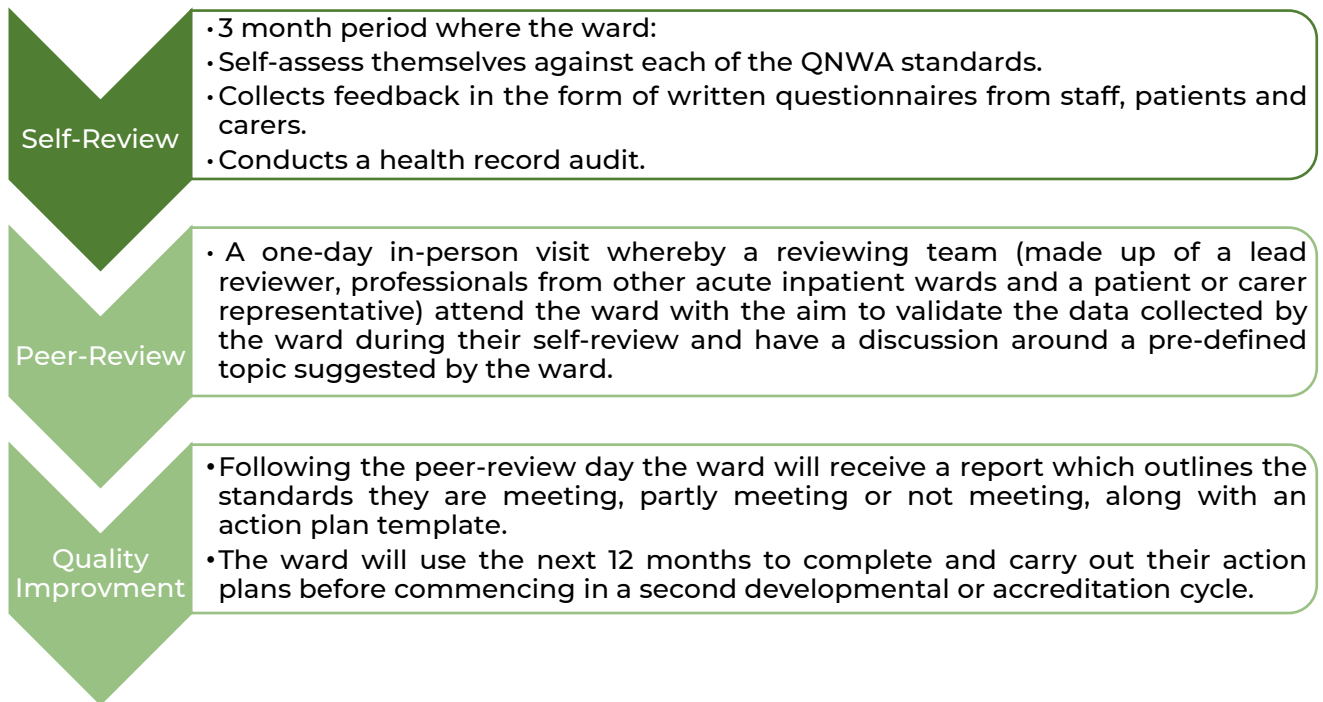 Self-Review
• 3 month period where the ward:
• Self-assess themselves against each of the QNWA standards.
• Collects feedback in the form of written questionnaires from staff, patients and
carers.
• Conducts a health record audit.
Peer-Review
• A one-day in-person visit whereby a reviewing team (made up of a lead
reviewer, professionals from other acute inpatient wards and a patient or carer
representative) attend the ward with the aim to validate the data collected by
the ward during their self-review and have a discussion around a pre-defined
topic suggested by the ward.
Quality
Improvment
• Following the peer-review day the ward will receive a report which outlines the
standards they are meeting, partly meeting or not meeting, along with an
action plan template.
• The ward will use the next 12 months to complete and carry out their action
plans before commencing in a second developmental or accreditation cycle.